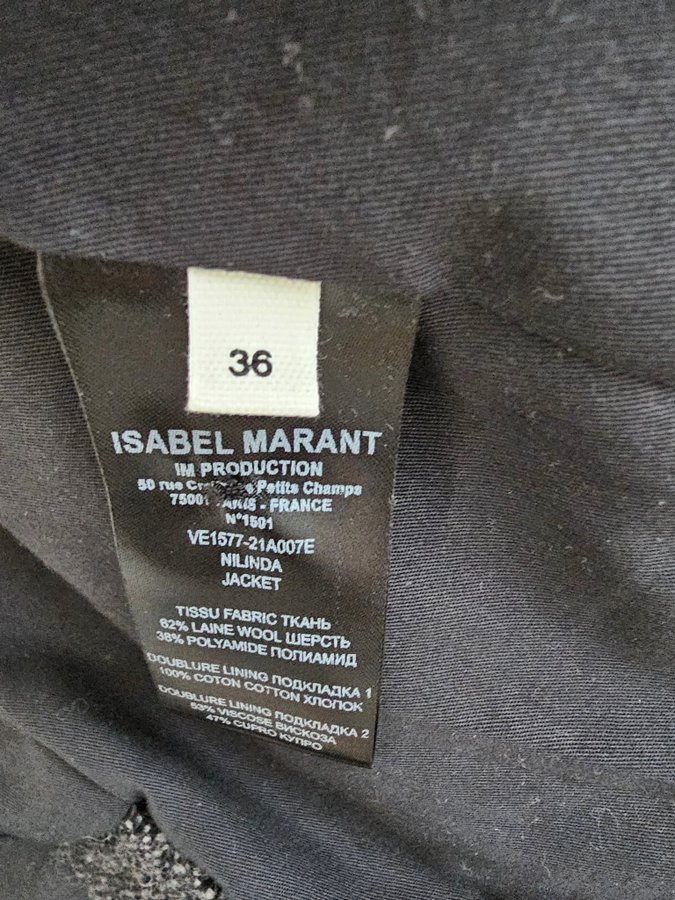 36
ISABEL MARANT
IM PRODUCTION
50 rue Petits Champs
- FRANCE
N°1501
VE1577-21A007E
NILINDA
JACKET
TISSU FABRIC ТКАНЬ
62% LAINE WOOL ШЕРСТЬ
38% POLYAMIDE ПОЛИАМИД
DOUBLURE LINING ПОДКЛАДКА 1
100% COTON COTTON ХЛОПОК
DOUBLURE LINING ПОДКЛАДКА 2
53% VISCOSE ВИСКОЗА
47% CUPRO КУПРО